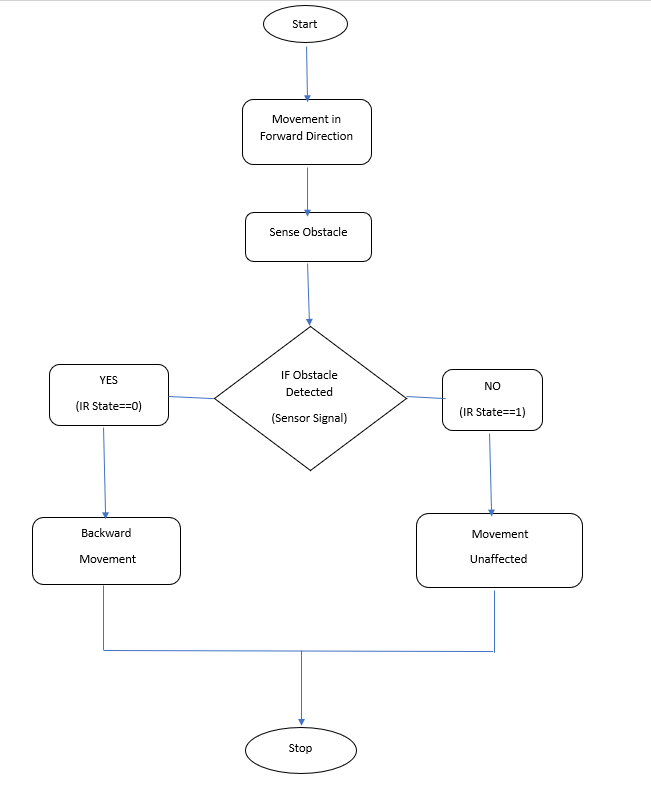 Start
Movement in
Forward Direction
Sense Obstacle
IF Obstacle
Detected
(Sensor Signal)
YES
(IR State==0)
NO
(IR State==1)
Backward
Movement
Movement
Unaffected
Stop